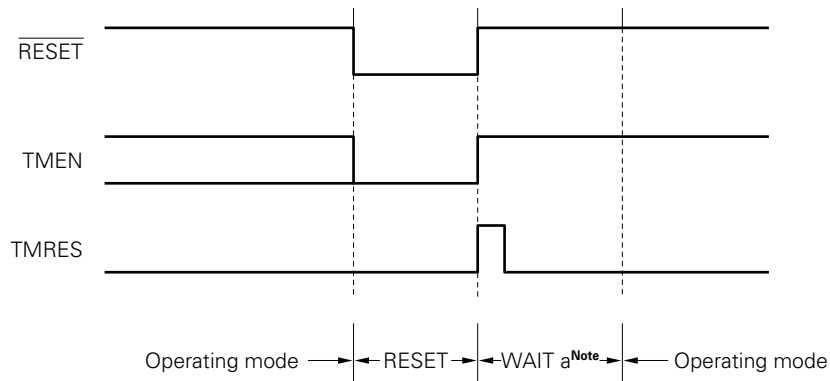 RESET
TMEN
TMRES
Operating mode RESET WAIT aNote Operating mode